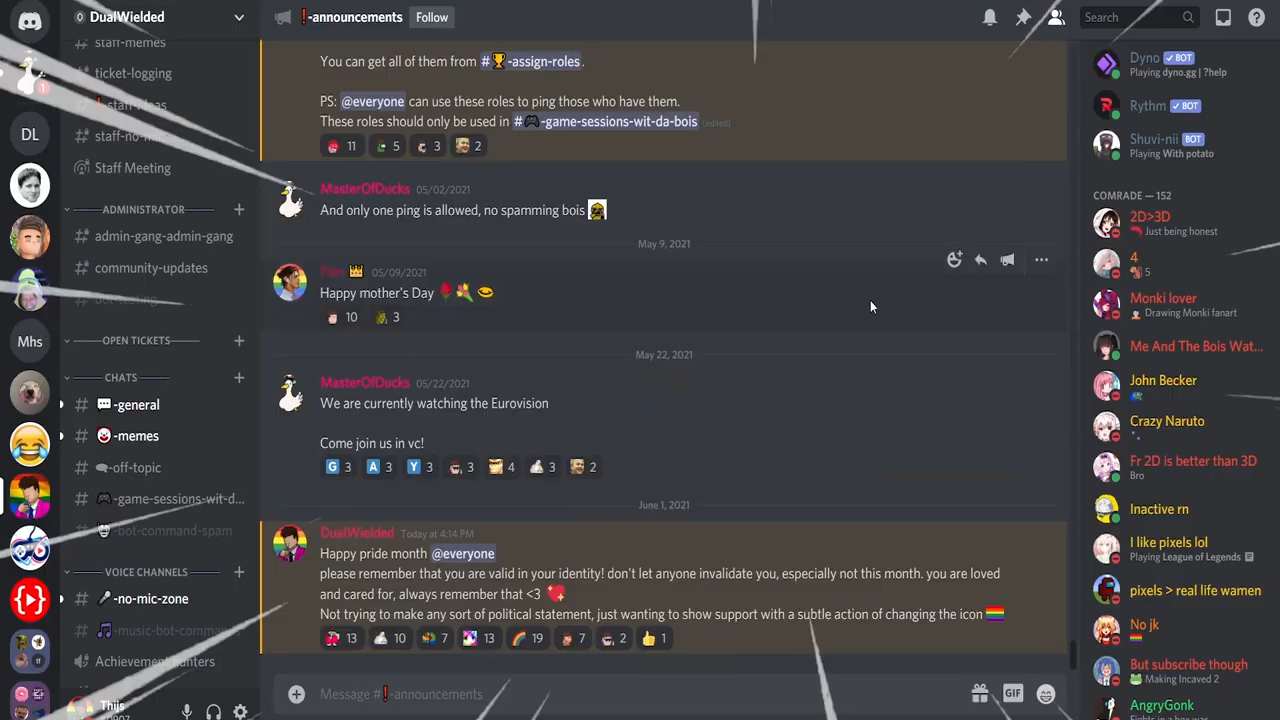 DualWielded
-announcements
Follow
Search
staff-memes
ticket-logging
staff-ideas
staff-no-mic
Staff Meeting
ADMINISTRATOR
admin-gang-admin-gang
community-updates
bot-testing
OPEN TICKETS
CHATS
-general
-memes
-off-topic
-game-sessions-wit-d...
-bot-command-spam
VOICE CHANNELS
-no-mic-zone
-music-bot-comman
Achievement hunters
Thijs
DL
Mhs
You can get all of them from # -assign-roles.
PS: @everyone can use these roles to ping those who have them.
These roles should only be used in # -game-sessions-wit-da-bois (edited)
11 5 3 2
MasterOfDucks 05/02/2021
And only one ping is allowed, no spamming bois
May 9, 2021
05/09/2021
Happy mother's Day
10 3
May 22, 2021
MasterOfDucks 05/22/2021
We are currently watching the Eurovision
Come join us in vc!
G 3 A 3 Y 3 3 4 3 2
June 1, 2021
DualWielded Today at 4:14 PM
Happy pride month @everyone
please remember that you are valid in your identity! don't let anyone invalidate you, especially not this month. you are loved
and cared for, always remember that <3
Not trying to make any sort of political statement, just wanting to show support with a subtle action of changing the icon
13 10 7 13 19 7 2 1
Message # -announcements
GIF
Dyno BOT
Playing dyno.gg | ?help
Rythm BOT
Shuvi-nii BOT
Playing With potato
COMRADE — 152
2D>3D
Just being honest
4
5
Monki lover
Drawing Monki fanart
Me And The Bois Wat...
John Becker
Crazy Naruto
Fr 2D is better than 3D
Bro
Inactive rn
I like pixels lol
Playing League of Legends
pixels > real life wamen
No jk
But subscribe though
Making Incaved 2
AngryGonk